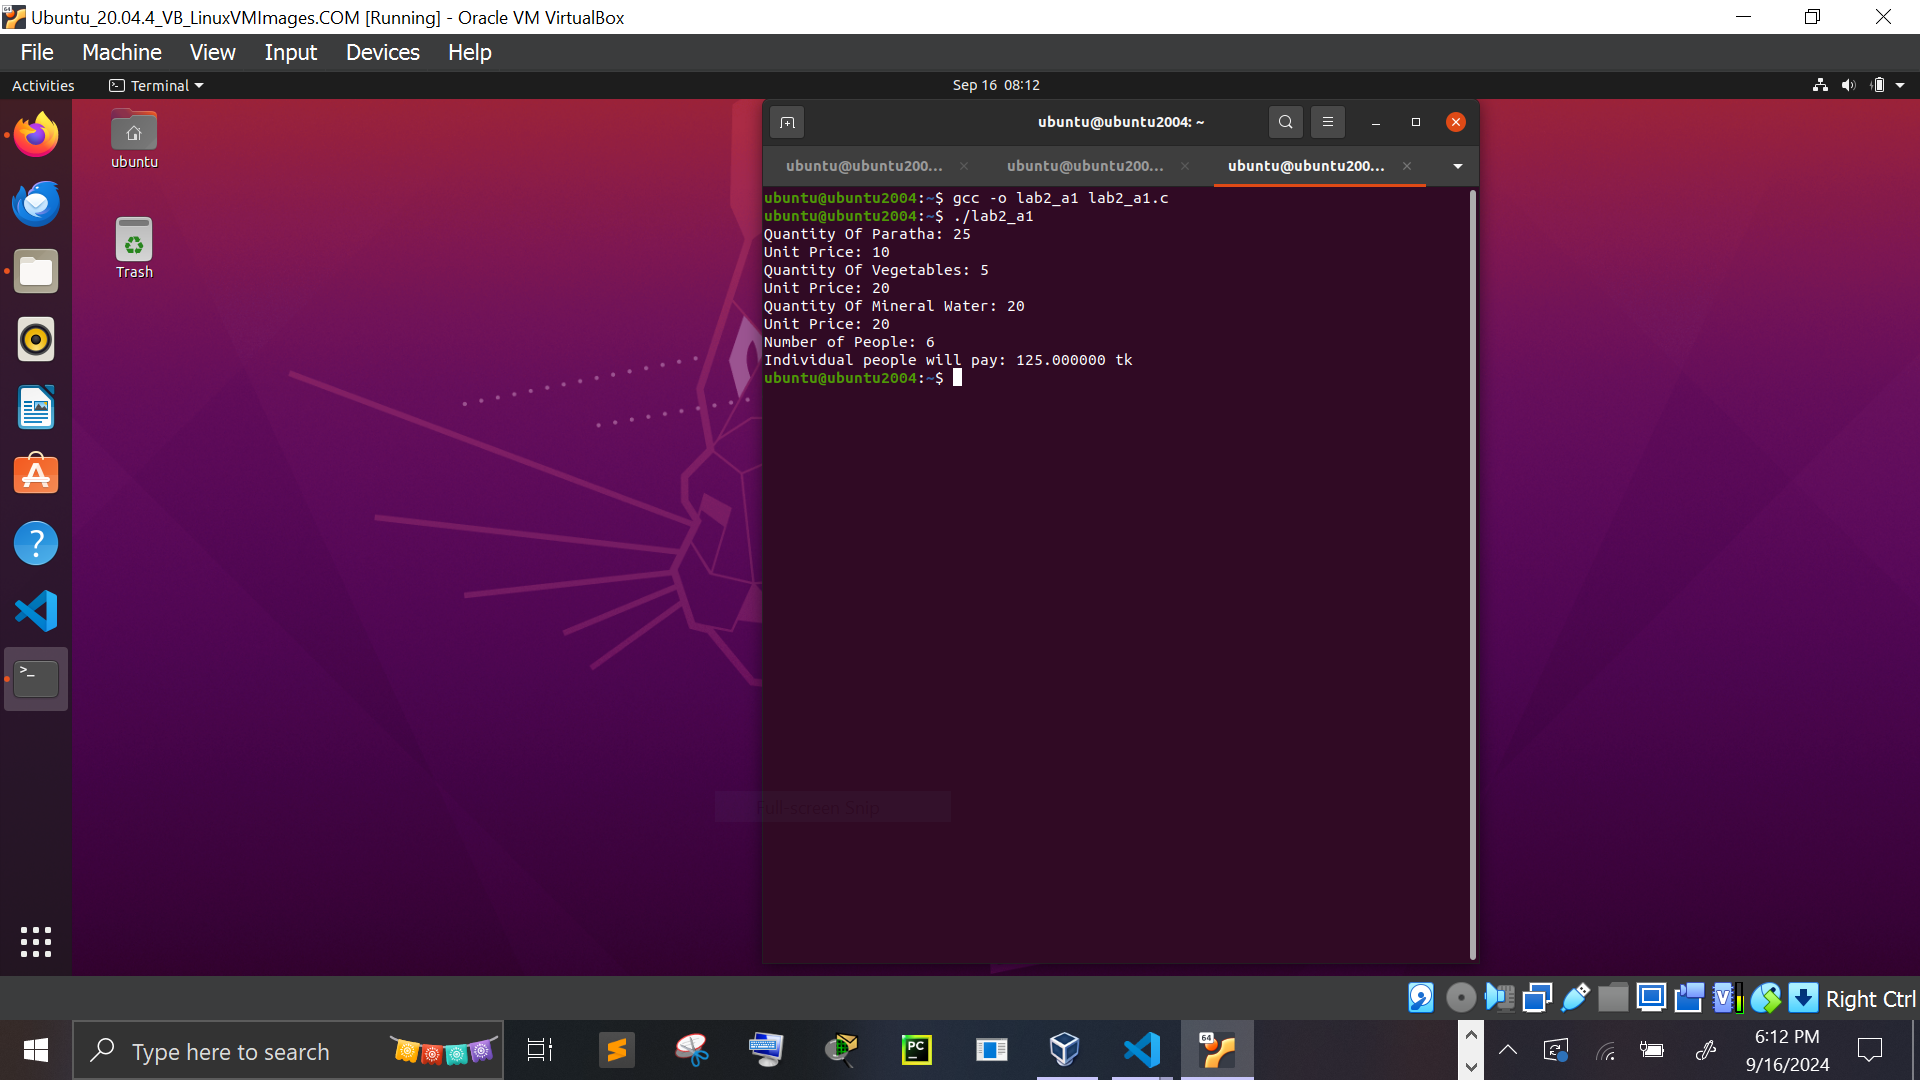 Ubuntu_20.04.4_VB_LinuxVMImages.COM [Running] - Oracle VM VirtualBox
File Machine View Input Devices Help
Activities Terminal Sep 16 08:12
ubuntu
Trash
ubuntu@ubuntu2004: ~
ubuntu@ubuntu200... ubuntu@ubuntu200... ubuntu@ubuntu200...
ubuntu@ubuntu2004:~$ gcc -o lab2_a1 lab2_a1.c
ubuntu@ubuntu2004:~$ ./lab2_a1
Quantity Of Paratha: 25
Unit Price: 10
Quantity Of Vegetables: 5
Unit Price: 20
Quantity Of Mineral Water: 20
Unit Price: 20
Number of People: 6
Individual people will pay: 125.000000 tk
ubuntu@ubuntu2004:~$
Full-screen Snip
Right Ctrl
Type here to search
PC
64
6:12 PM
9/16/2024